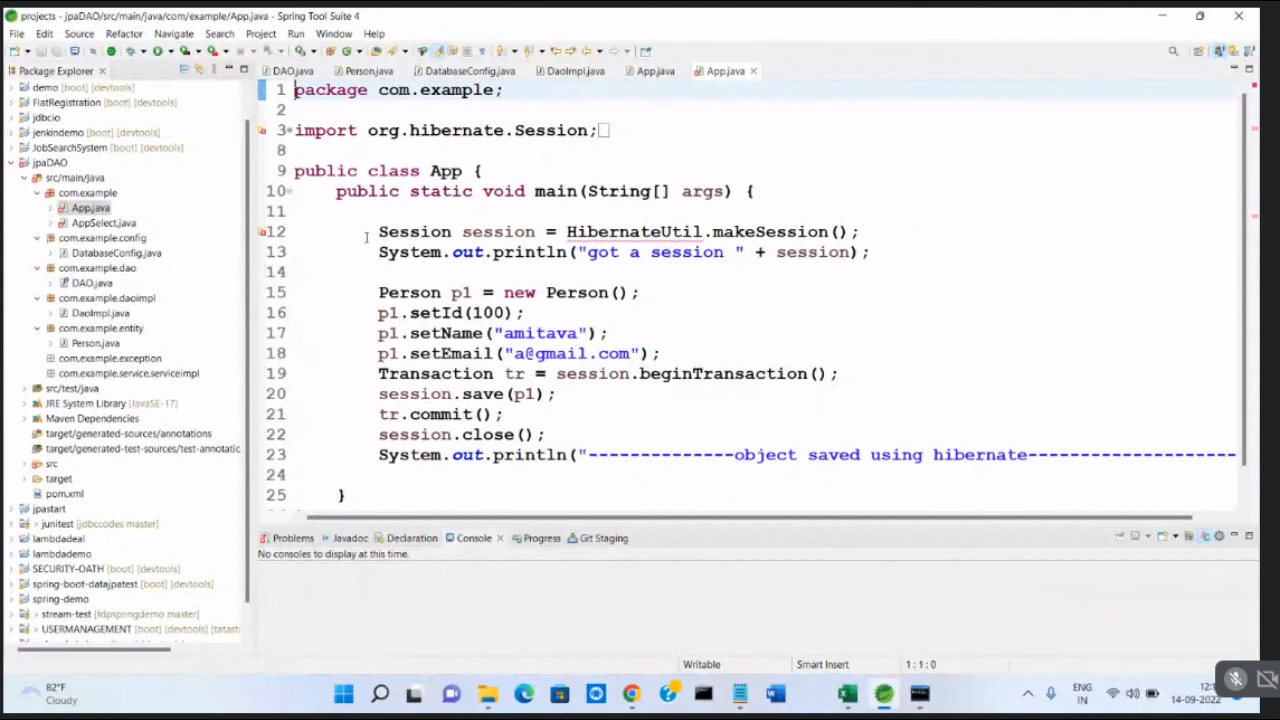 projects - jpaDAO/src/main/java/com/example/App.java - Spring Tool Suite 4
File Edit Source Refactor Navigate Search Project Run Window Help
Package Explorer
DAO.java Person.java DatabaseConfig.java DaoImpl.java App.java App.java
demo [boot] [devtools]
FlatRegistration [boot] [devtools]
jdbcio
jenkindemo [boot] [devtools]
JobSearchSystem [boot] [devtools]
jpaDAO
src/main/java
com.example
App.java
AppSelect.java
com.example.config
DatabaseConfig.java
com.example.dao
DAO.java
com.example.daoimpl
DaoImpl.java
com.example.entity
Person.java
com.example.exception
com.example.service.serviceimpl
src/test/java
JRE System Library [JavaSE-17]
Maven Dependencies
target/generated-sources/annotations
target/generated-test-sources/test-annotatic
src
target
pom.xml
jpastart
> junitest [jdbccodes master]
lambdadeal
lambdademo
SECURITY-OATH [boot] [devtools]
spring-boot-datajpatest [boot] [devtools]
spring-demo
> stream-test [fdpspringdemo master]
> USERMANAGEMENT [boot] [devtools] [tatast
1 package com.example;
2
3 import org.hibernate.Session;
8
9 public class App {
10 public static void main(String[] args) {
11
12 Session session = HibernateUtil.makeSession();
13 System.out.println("got a session " + session);
14
15 Person p1 = new Person();
16 p1.setId(100);
17 p1.setName("amitava");
18 p1.setEmail("a@gmail.com");
19 Transaction tr = session.beginTransaction();
20 session.save(p1);
21 tr.commit();
22 session.close();
23 System.out.println("--------------object saved using hibernate--------------------
24
25 }
Problems Javadoc Declaration Console Progress Git Staging
No consoles to display at this time.
Writable Smart Insert 1 : 1 : 0
82°F
Cloudy
ENG
IN
14-09-2022